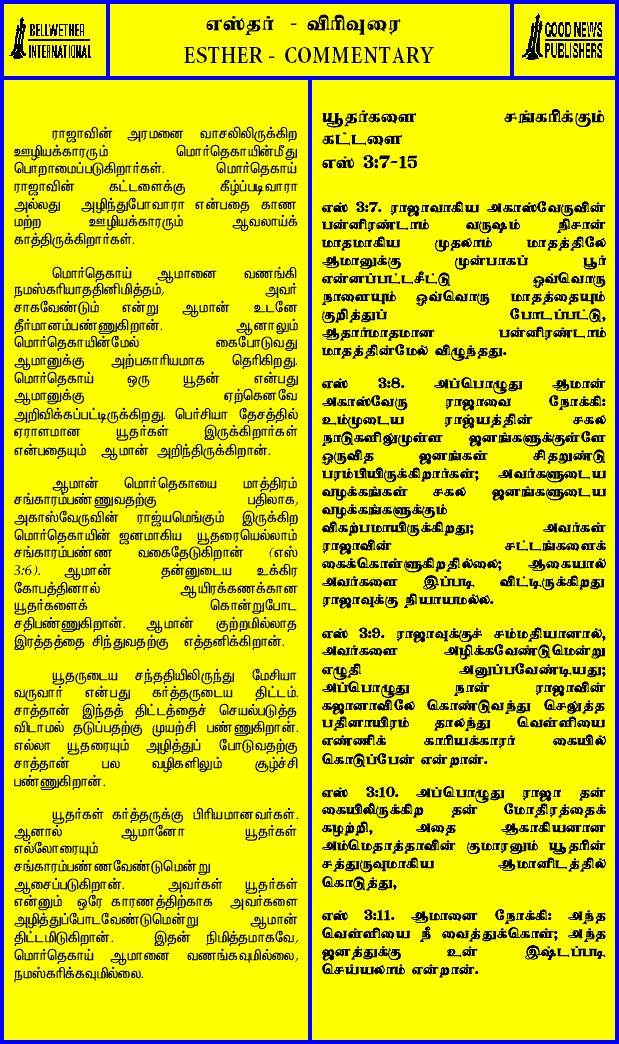 BELLWETHER
INTERNATIONAL
எஸ்தர் - விரிவுரை
ESTHER - COMMENTARY
GOOD NEWS
PUBLISHERS
ராஜாவின் அரமனை வாசலிலிருக்கிற
ஊழியக்காரரும் மொர்தெகாயின்மீது
பொறாமைப்படுகிறார்கள். மொர்தெகாய்
ராஜாவின் கட்டளைக்கு கீழ்ப்படிவாரா
அல்லது அழிந்துபோவாரா என்பதை காண
மற்ற ஊழியக்காரரும் ஆவலாய்க்
காத்திருக்கிறார்கள்.
மொர்தெகாய் ஆமானை வணங்கி
நமஸ்கரியாததினிமித்தம், அவர்
சாகவேண்டும் என்று ஆமான் உடனே
தீர்மானம்பண்ணுகிறான். ஆனாலும்
மொர்தெகாயின்மேல் கைபோடுவது
ஆமானுக்கு அற்பகாரியமாக தெரிகிறது.
மொர்தெகாய் ஒரு யூதன் என்பது
ஆமானுக்கு ஏற்கெனவே
அறிவிக்கப்பட்டிருக்கிறது. பெர்சியா தேசத்தில்
ஏராளமான யூதர்கள் இருக்கிறார்கள்
என்பதையும் ஆமான் அறிந்திருக்கிறான்.
ஆமான் மொர்தெகாயை மாத்திரம்
சங்காரம்பண்ணுவதற்கு பதிலாக,
அகாஸ்வேருவின் ராஜ்யமெங்கும் இருக்கிற
மொர்தெகாயின் ஜனமாகிய யூதரையெல்லாம்
சங்காரம்பண்ண வகைதேடுகிறான் (எஸ்
3:6). ஆமான் தன்னுடைய உக்கிர
கோபத்தினால் ஆயிரக்கணக்கான
யூதர்களைக் கொன்றுபோட
சதிபண்ணுகிறான். ஆமான் குற்றமில்லாத
இரத்தத்தை சிந்துவதற்கு எத்தனிக்கிறான்.
யூதருடைய சந்ததியிலிருந்து மேசியா
வருவார் என்பது கர்த்தருடைய திட்டம்.
சாத்தான் இந்தத் திட்டத்தைச் செயல்படுத்த
விடாமல் தடுப்பதற்கு முயற்சி பண்ணுகிறான்.
எல்லா யூதரையும் அழித்துப் போடுவதற்கு
சாத்தான் பல வழிகளிலும் சூழ்ச்சி
பண்ணுகிறான்.
யூதர்கள் கர்த்தருக்கு பிரியமானவர்கள்.
ஆனால் ஆமானோ யூதர்கள்
எல்லோரையும்
சங்காரம்பண்ணவேண்டுமென்று
ஆசைப்படுகிறான். அவர்கள் யூதர்கள்
என்னும் ஒரே காரணத்திற்காக அவர்களை
அழித்துப்போடவேண்டுமென்று ஆமான்
திட்டமிடுகிறான். இதன் நிமித்தமாகவே,
மொர்தெகாய் ஆமானை வணங்கவுமில்லை,
நமஸ்கரிக்கவுமில்லை.
யூதர்களை சங்கரிக்கும்
கட்டளை
எஸ் 3:7-15
எஸ் 3:7. ராஜாவாகிய அகாஸ்வேருவின்
பன்னிரண்டாம் வருஷம் நிசான்
மாதமாகிய முதலாம் மாதத்திலே
ஆமானுக்கு முன்பாகப் பூர்
என்னப்பட்டசீட்டு ஒவ்வொரு
நாளையும் ஒவ்வொரு மாதத்தையும்
குறித்துப் போடப்பட்டு,
ஆதார்மாதமான பன்னிரண்டாம்
மாதத்தின்மேல் விழுந்தது.
எஸ் 3:8. அப்பொழுது ஆமான்
அகாஸ்வேரு ராஜாவை நோக்கி:
உம்முடைய ராஜ்யத்தின் சகல
நாடுகளிலுமுள்ள ஜனங்களுக்குள்ளே
ஒருவித ஜனங்கள் சிதறுண்டு
பரம்பியிருக்கிறார்கள்; அவர்களுடைய
வழக்கங்கள் சகல ஜனங்களுடைய
வழக்கங்களுக்கும்
விகற்பமாயிருக்கிறது; அவர்கள்
ராஜாவின் சட்டங்களைக்
கைக்கொள்ளுகிறதில்லை; ஆகையால்
அவர்களை இப்படி விட்டிருக்கிறது
ராஜாவுக்கு நியாயமல்ல.
எஸ் 3:9. ராஜாவுக்குச் சம்மதியானால்,
அவர்களை அழிக்கவேண்டுமென்று
எழுதி அனுப்பவேண்டியது;
அப்பொழுது நான் ராஜாவின்
கஜானாவிலே கொண்டுவந்து செலுத்த
பதினாயிரம் தாலந்து வெள்ளியை
எண்ணிக் காரியக்காரர் கையில்
கொடுப்பேன் என்றான்.
எஸ் 3:10. அப்பொழுது ராஜா தன்
கையிலிருக்கிற தன் மோதிரத்தைக்
கழற்றி, அதை ஆகாகியனான
அம்மெதாத்தாவின் குமாரனும் யூதரின்
சத்துருவுமாகிய ஆமானிடத்தில்
கொடுத்து,
எஸ் 3:11. ஆமானை நோக்கி: அந்த
வெள்ளியை நீ வைத்துக்கொள்; அந்த
ஜனத்துக்கு உன் இஷ்டப்படி
செய்யலாம் என்றான்.